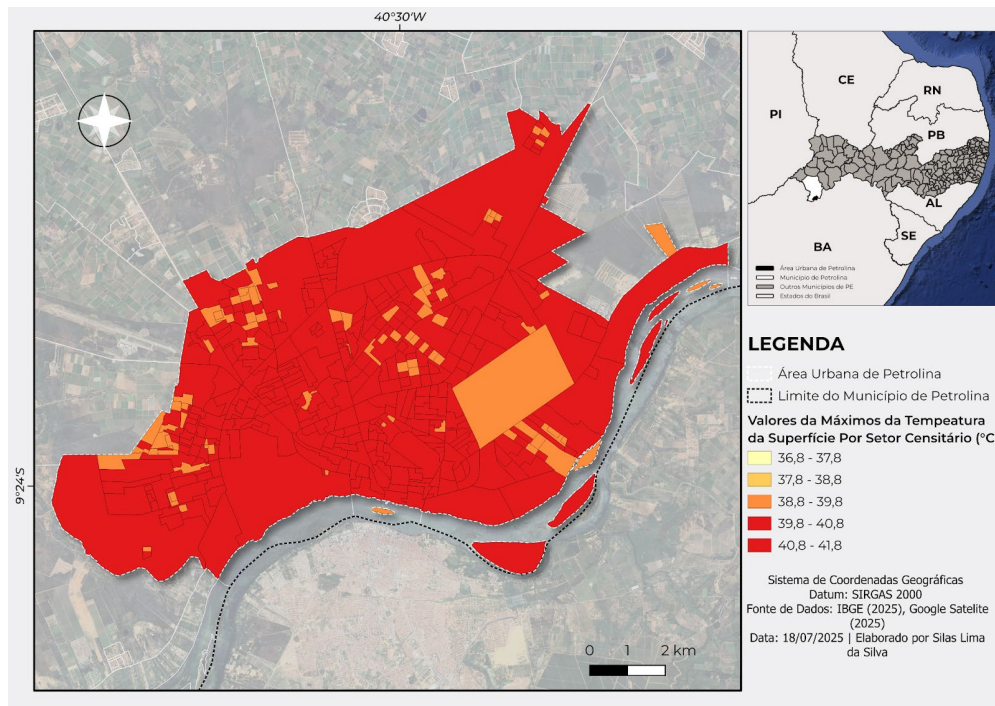 40°30'W
9°24'S
0 1 2 km
CE
RN
PI
PB
AL
SE
BA
Área Urbana de Petrolina
Município de Petrolina
Outros Municípios de PE
Estados do Brasil
LEGENDA
Área Urbana de Petrolina
Limite do Município de Petrolina
Valores da Máximos da Tempeatura
da Superfície Por Setor Censitário (°C
36,8 - 37,8
37,8 - 38,8
38,8 - 39,8
39,8 - 40,8
40,8 - 41,8
Sistema de Coordenadas Geográficas
Datum: SIRGAS 2000
Fonte de Dados: IBGE (2025), Google Satelite
(2025)
Data: 18/07/2025 | Elaborado por Silas Lima
da Silva